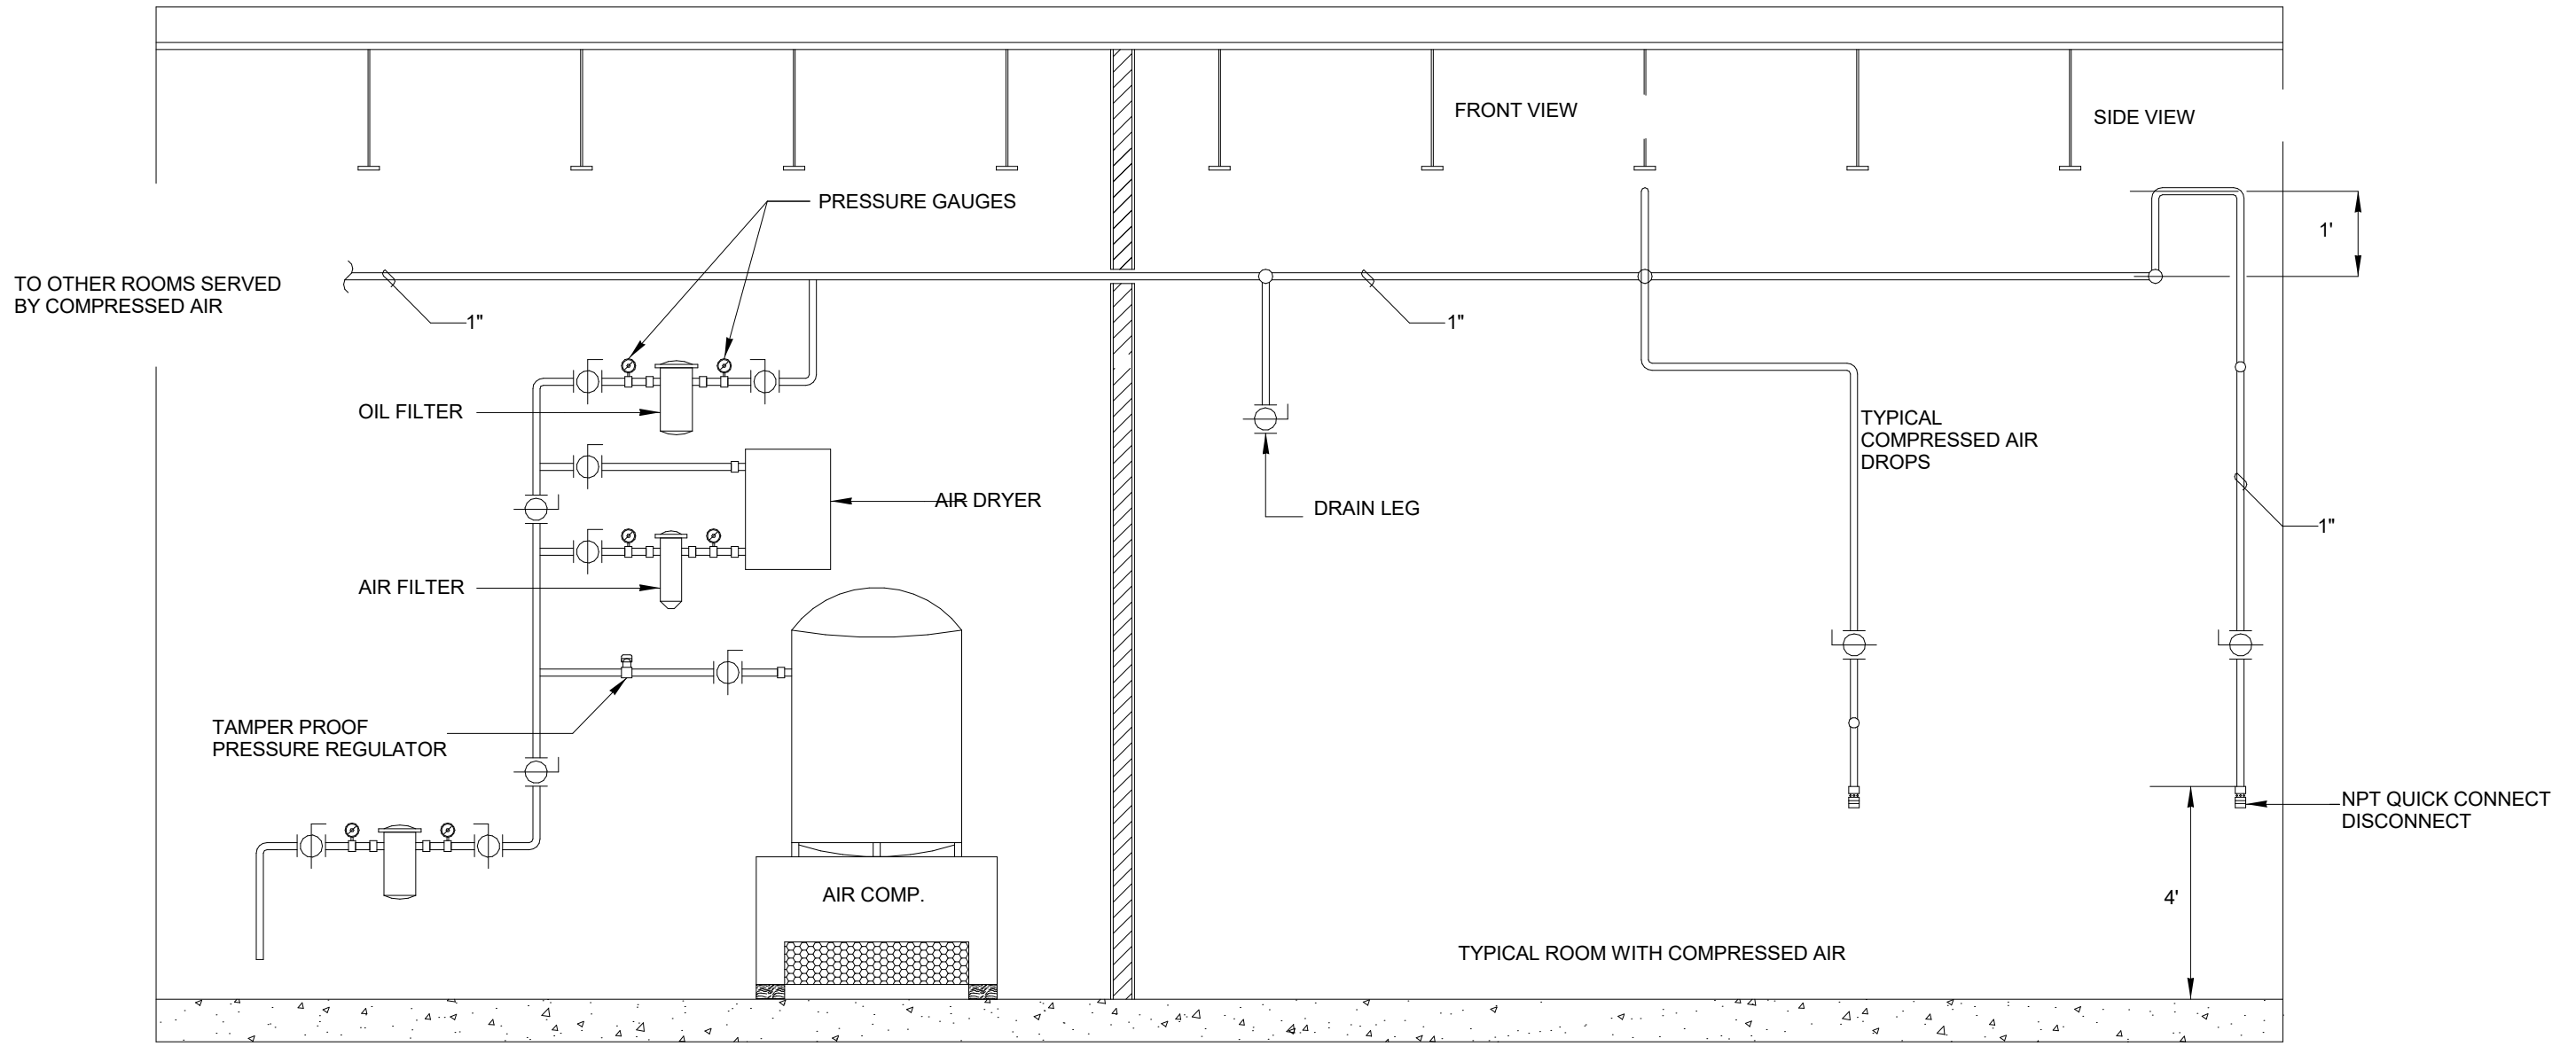 FRONT VIEW
SIDE VIEW
PRESSURE GAUGES
1'
TO OTHER ROOMS SERVED
BY COMPRESSED AIR
1"
1"
OIL FILTER
TYPICAL
COMPRESSED AIR
DROPS
AIR DRYER
DRAIN LEG
1"
AIR FILTER
TAMPER PROOF
PRESSURE REGULATOR
NPT QUICK CONNECT
DISCONNECT
AIR COMP.
4'
TYPICAL ROOM WITH COMPRESSED AIR